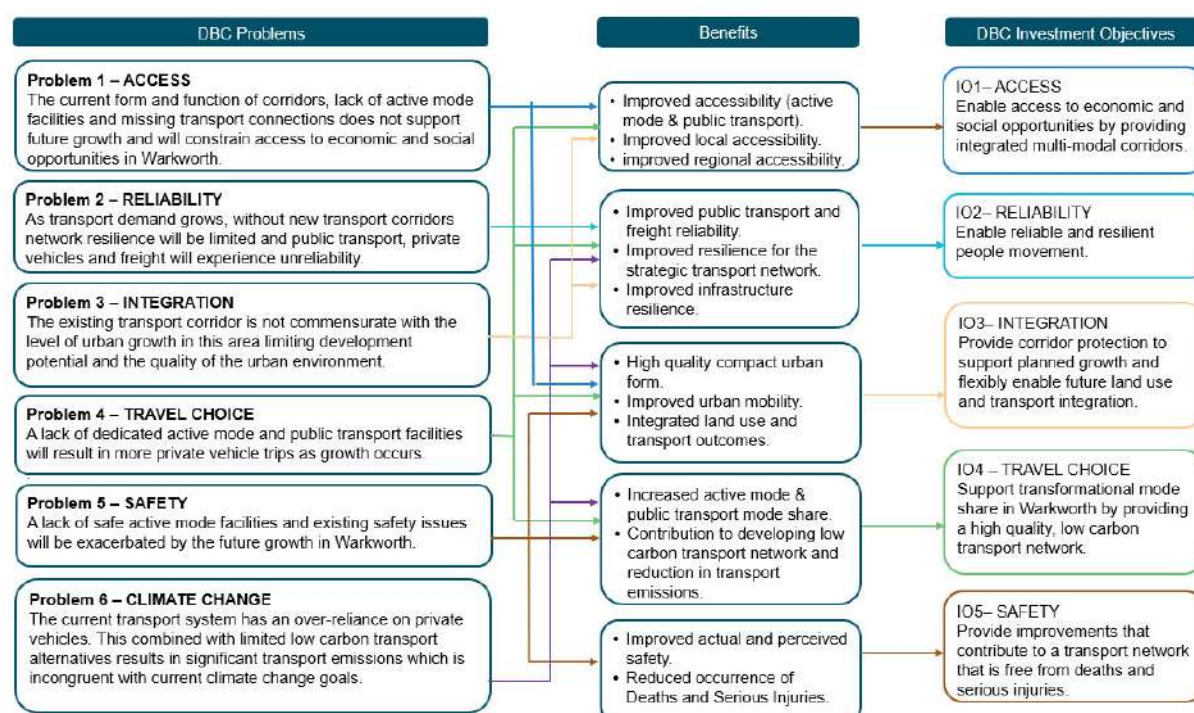 DBC Problems
Problem 1 – ACCESS
The current form and function of corridors, lack of active mode
facilities and missing transport connections does not support
future growth and will constrain access to economic and social
opportunities in Warkworth.
Problem 2 – RELIABILITY
As transport demand grows, without new transport corridors
network resilience will be limited and public transport, private
vehicles and freight will experience unreliability.
Problem 3 – INTEGRATION
The existing transport corridor is not commensurate with the
level of urban growth in this area limiting development
potential and the quality of the urban environment.
Problem 4 – TRAVEL CHOICE
A lack of dedicated active mode and public transport facilities
will result in more private vehicle trips as growth occurs.
Problem 5 – SAFETY
A lack of safe active mode facilities and existing safety issues
will be exacerbated by the future growth in Warkworth.
Problem 6 – CLIMATE CHANGE
The current transport system has an over-reliance on private
vehicles. This combined with limited low carbon transport
alternatives results in significant transport emissions which is
incongruent with current climate change goals.
Benefits
• Improved accessibility (active
mode & public transport).
• Improved local accessibility.
• improved regional accessibility.
• Improved public transport and
freight reliability.
• Improved resilience for the
strategic transport network.
• Improved infrastructure
resilience.
• High quality compact urban
form.
• Improved urban mobility.
• Integrated land use and
transport outcomes.
• Increased active mode &
public transport mode share.
• Contribution to developing low
carbon transport network and
reduction in transport
emissions.
• Improved actual and perceived
safety.
• Reduced occurrence of
Deaths and Serious Injuries.
DBC Investment Objectives
IO1– ACCESS
Enable access to economic and
social opportunities by providing
integrated multi-modal corridors.
IO2– RELIABILITY
Enable reliable and resilient
people movement.
IO3– INTEGRATION
Provide corridor protection to
support planned growth and
flexibly enable future land use
and transport integration.
IO4 – TRAVEL CHOICE
Support transformational mode
share in Warkworth by providing
a high quality, low carbon
transport network.
IO5– SAFETY
Provide improvements that
contribute to a transport network
that is free from deaths and
serious injuries.